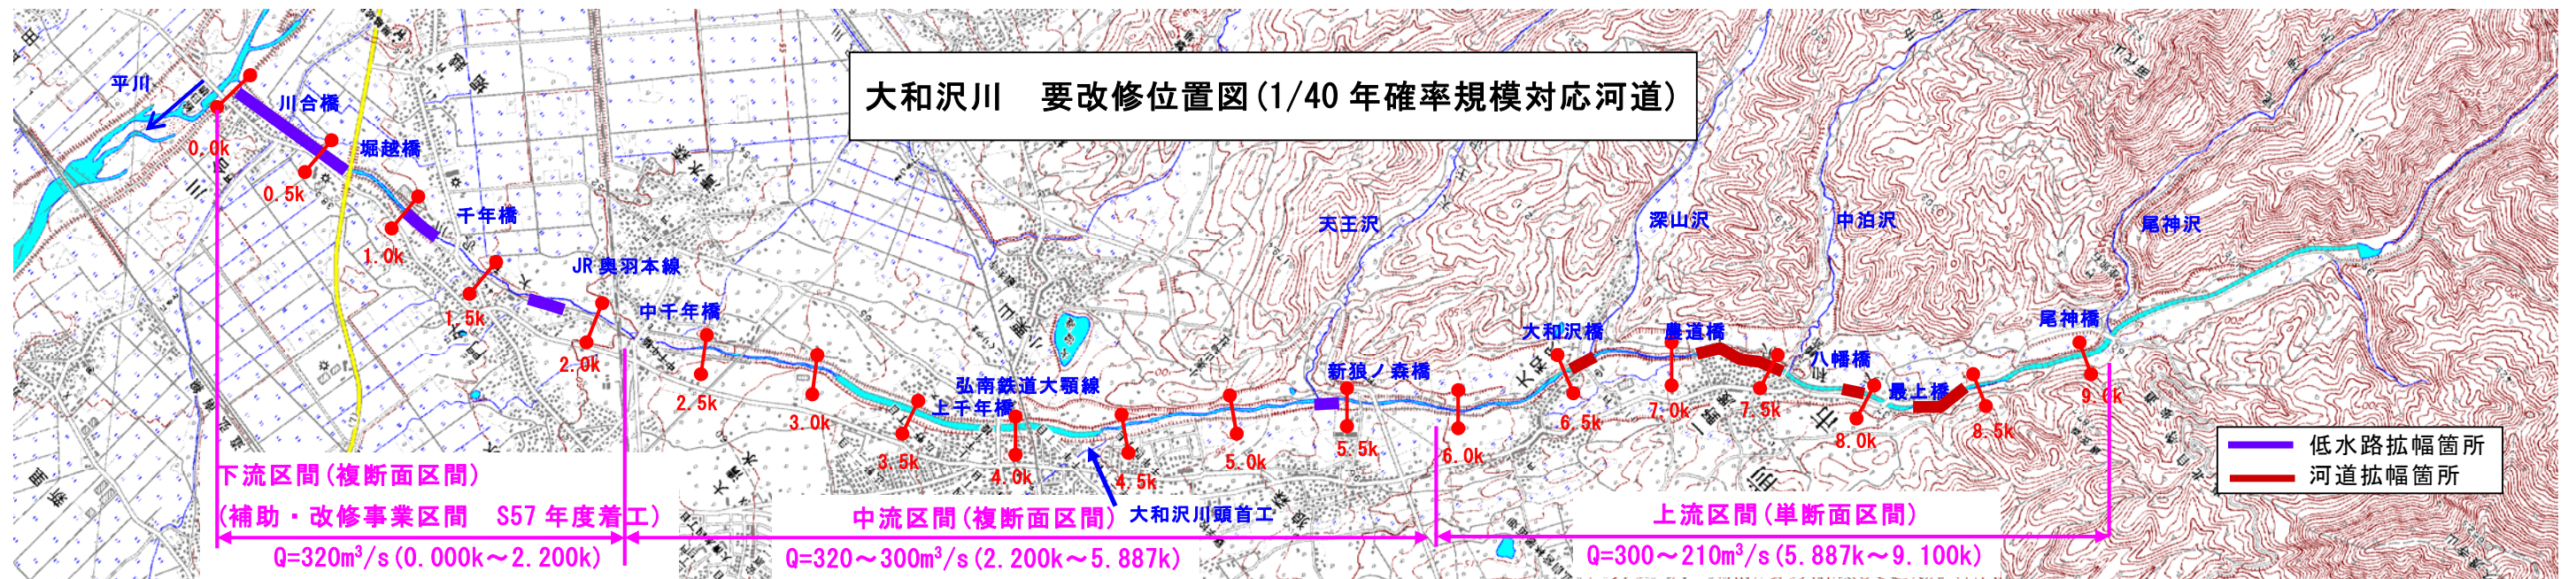 大和沢川　要改修位置図(1/40 年確率規模対応河道)
平川
川合橋
堀越橋
千年橋
JR 奥羽本線
中千年橋
弘南鉄道大顎線
上千年橋
大和沢川頭首工
天王沢
新狼ノ森橋
大和沢橋
深山沢
農道橋
中泊沢
八幡橋
最上橋
尾神沢
尾神橋
0.0k
0.5k
1.0k
1.5k
2.0k
2.5k
3.0k
3.5k
4.0k
4.5k
5.0k
5.5k
6.0k
6.5k
7.0k
7.5k
8.0k
8.5k
9.0k
下流区間(複断面区間)
(補助・改修事業区間　S57 年度着工)
Q=320m³/s(0.000k～2.200k)
中流区間(複断面区間)
Q=320～300m³/s(2.200k～5.887k)
上流区間(単断面区間)
Q=300～210m³/s(5.887k～9.100k)
低水路拡幅箇所
河道拡幅箇所